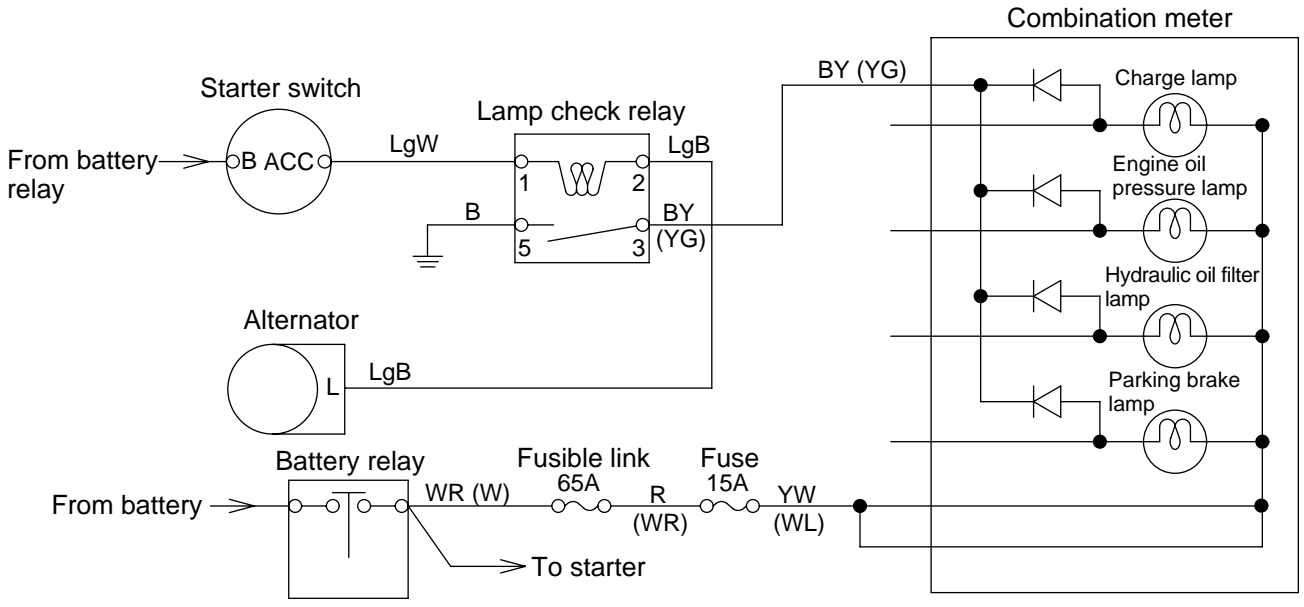 Combination meter
Starter switch
Lamp check relay
BY (YG)
Charge lamp
From battery
relay
B ACC
LgW
LgB
1
2
Engine oil
pressure lamp
B
BY
(YG)
5
3
Hydraulic oil filter
lamp
Alternator
L
LgB
Parking brake
lamp
Battery relay
Fusible link
65A
Fuse
15A
From battery
WR (W)
R
(WR)
YW
(WL)
To starter